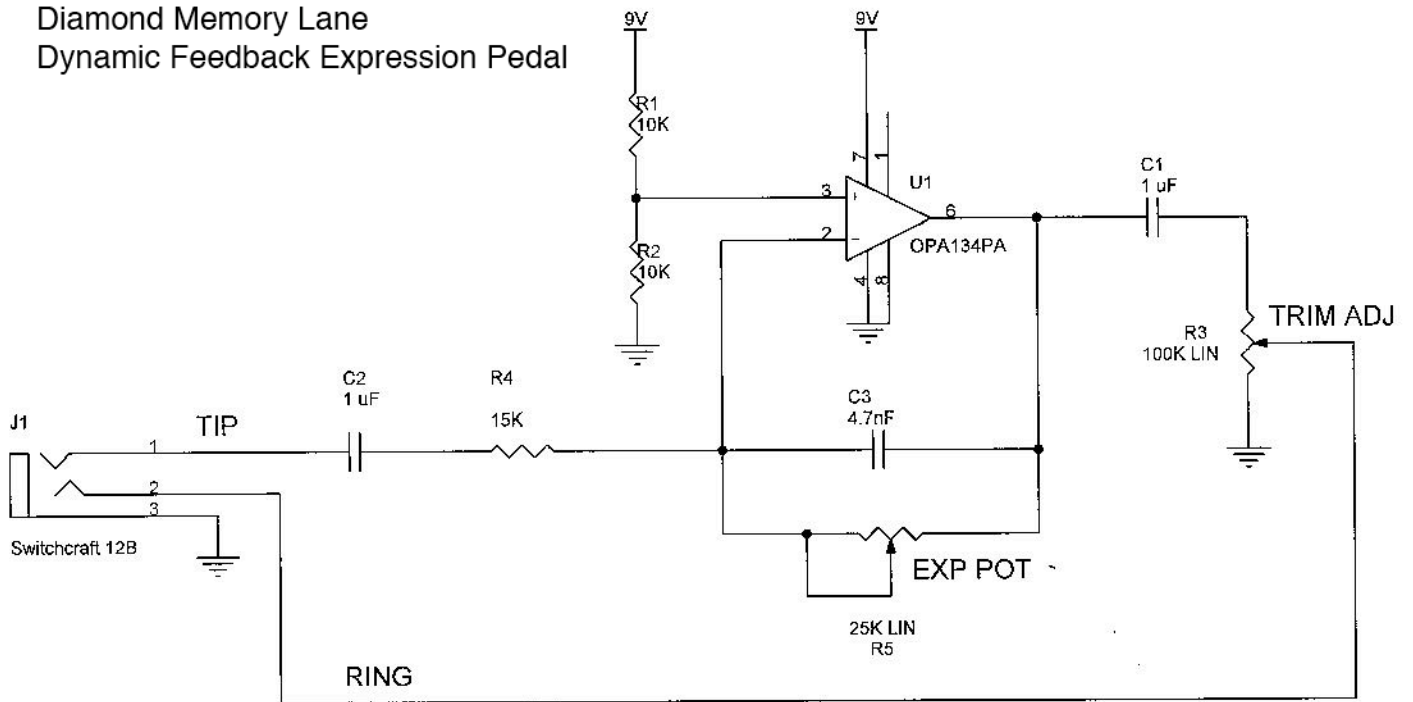 Diamond Memory Lane
Dynamic Feedback Expression Pedal
9V
9V
R1
10K
7
1
C1
1 uF
U1
3
+
6
2
-
OPA134PA
R2
10K
4
8
TRIM ADJ
R3
100K LIN
C2
1 uF
R4
15K
C3
4.7nF
J1
TIP
1
2
3
Switchcraft 12B
EXP POT
25K LIN
R5
RING